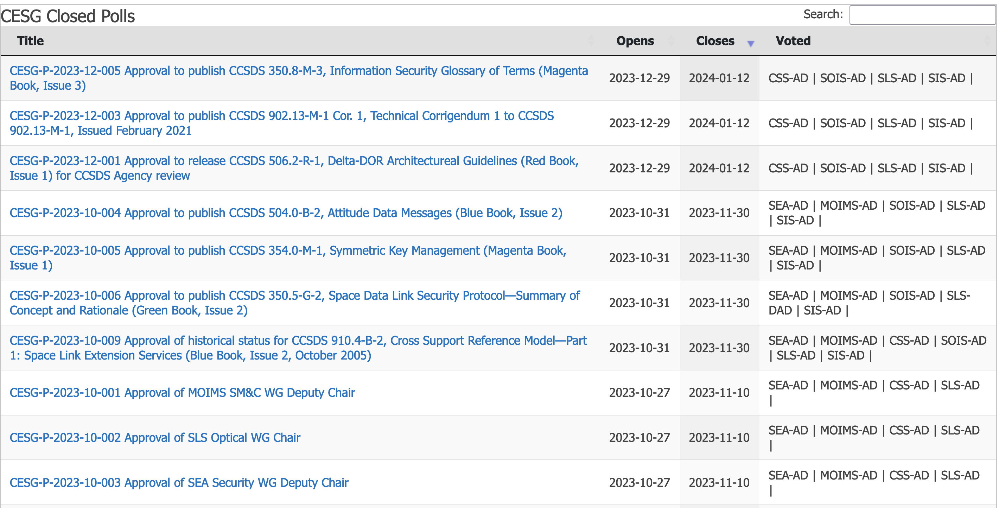 CESG Closed Polls
Search:
Title Opens Closes Voted
CESG-P-2023-12-005 Approval to publish CCSDS 350.8-M-3, Information Security Glossary of Terms (Magenta
Book, Issue 3)
2023-12-29 2024-01-12 CSS-AD | SOIS-AD | SLS-AD | SIS-AD |
CESG-P-2023-12-003 Approval to publish CCSDS 902.13-M-1 Cor. 1, Technical Corrigendum 1 to CCSDS
902.13-M-1, Issued February 2021
2023-12-29 2024-01-12 CSS-AD | SOIS-AD | SLS-AD | SIS-AD |
CESG-P-2023-12-001 Approval to release CCSDS 506.2-R-1, Delta-DOR Architectureal Guidelines (Red Book,
Issue 1) for CCSDS Agency review
2023-12-29 2024-01-12 CSS-AD | SOIS-AD | SLS-AD | SIS-AD |
CESG-P-2023-10-004 Approval to publish CCSDS 504.0-B-2, Attitude Data Messages (Blue Book, Issue 2)
2023-10-31 2023-11-30 SEA-AD | MOIMS-AD | SOIS-AD | SLS-AD
| SIS-AD |
CESG-P-2023-10-005 Approval to publish CCSDS 354.0-M-1, Symmetric Key Management (Magenta Book,
Issue 1)
2023-10-31 2023-11-30 SEA-AD | MOIMS-AD | SOIS-AD | SLS-AD
| SIS-AD |
CESG-P-2023-10-006 Approval to publish CCSDS 350.5-G-2, Space Data Link Security Protocol—Summary of
Concept and Rationale (Green Book, Issue 2)
2023-10-31 2023-11-30 SEA-AD | MOIMS-AD | SOIS-AD | SLS-
DAD | SIS-AD |
CESG-P-2023-10-009 Approval of historical status for CCSDS 910.4-B-2, Cross Support Reference Model—Part
1: Space Link Extension Services (Blue Book, Issue 2, October 2005)
2023-10-31 2023-11-30 SEA-AD | MOIMS-AD | CSS-AD | SOIS-AD
| SLS-AD | SIS-AD |
CESG-P-2023-10-001 Approval of MOIMS SM&C WG Deputy Chair
2023-10-27 2023-11-10 SEA-AD | MOIMS-AD | CSS-AD | SLS-AD
|
CESG-P-2023-10-002 Approval of SLS Optical WG Chair
2023-10-27 2023-11-10 SEA-AD | MOIMS-AD | CSS-AD | SLS-AD
|
CESG-P-2023-10-003 Approval of SEA Security WG Deputy Chair
2023-10-27 2023-11-10 SEA-AD | MOIMS-AD | CSS-AD | SLS-AD
|